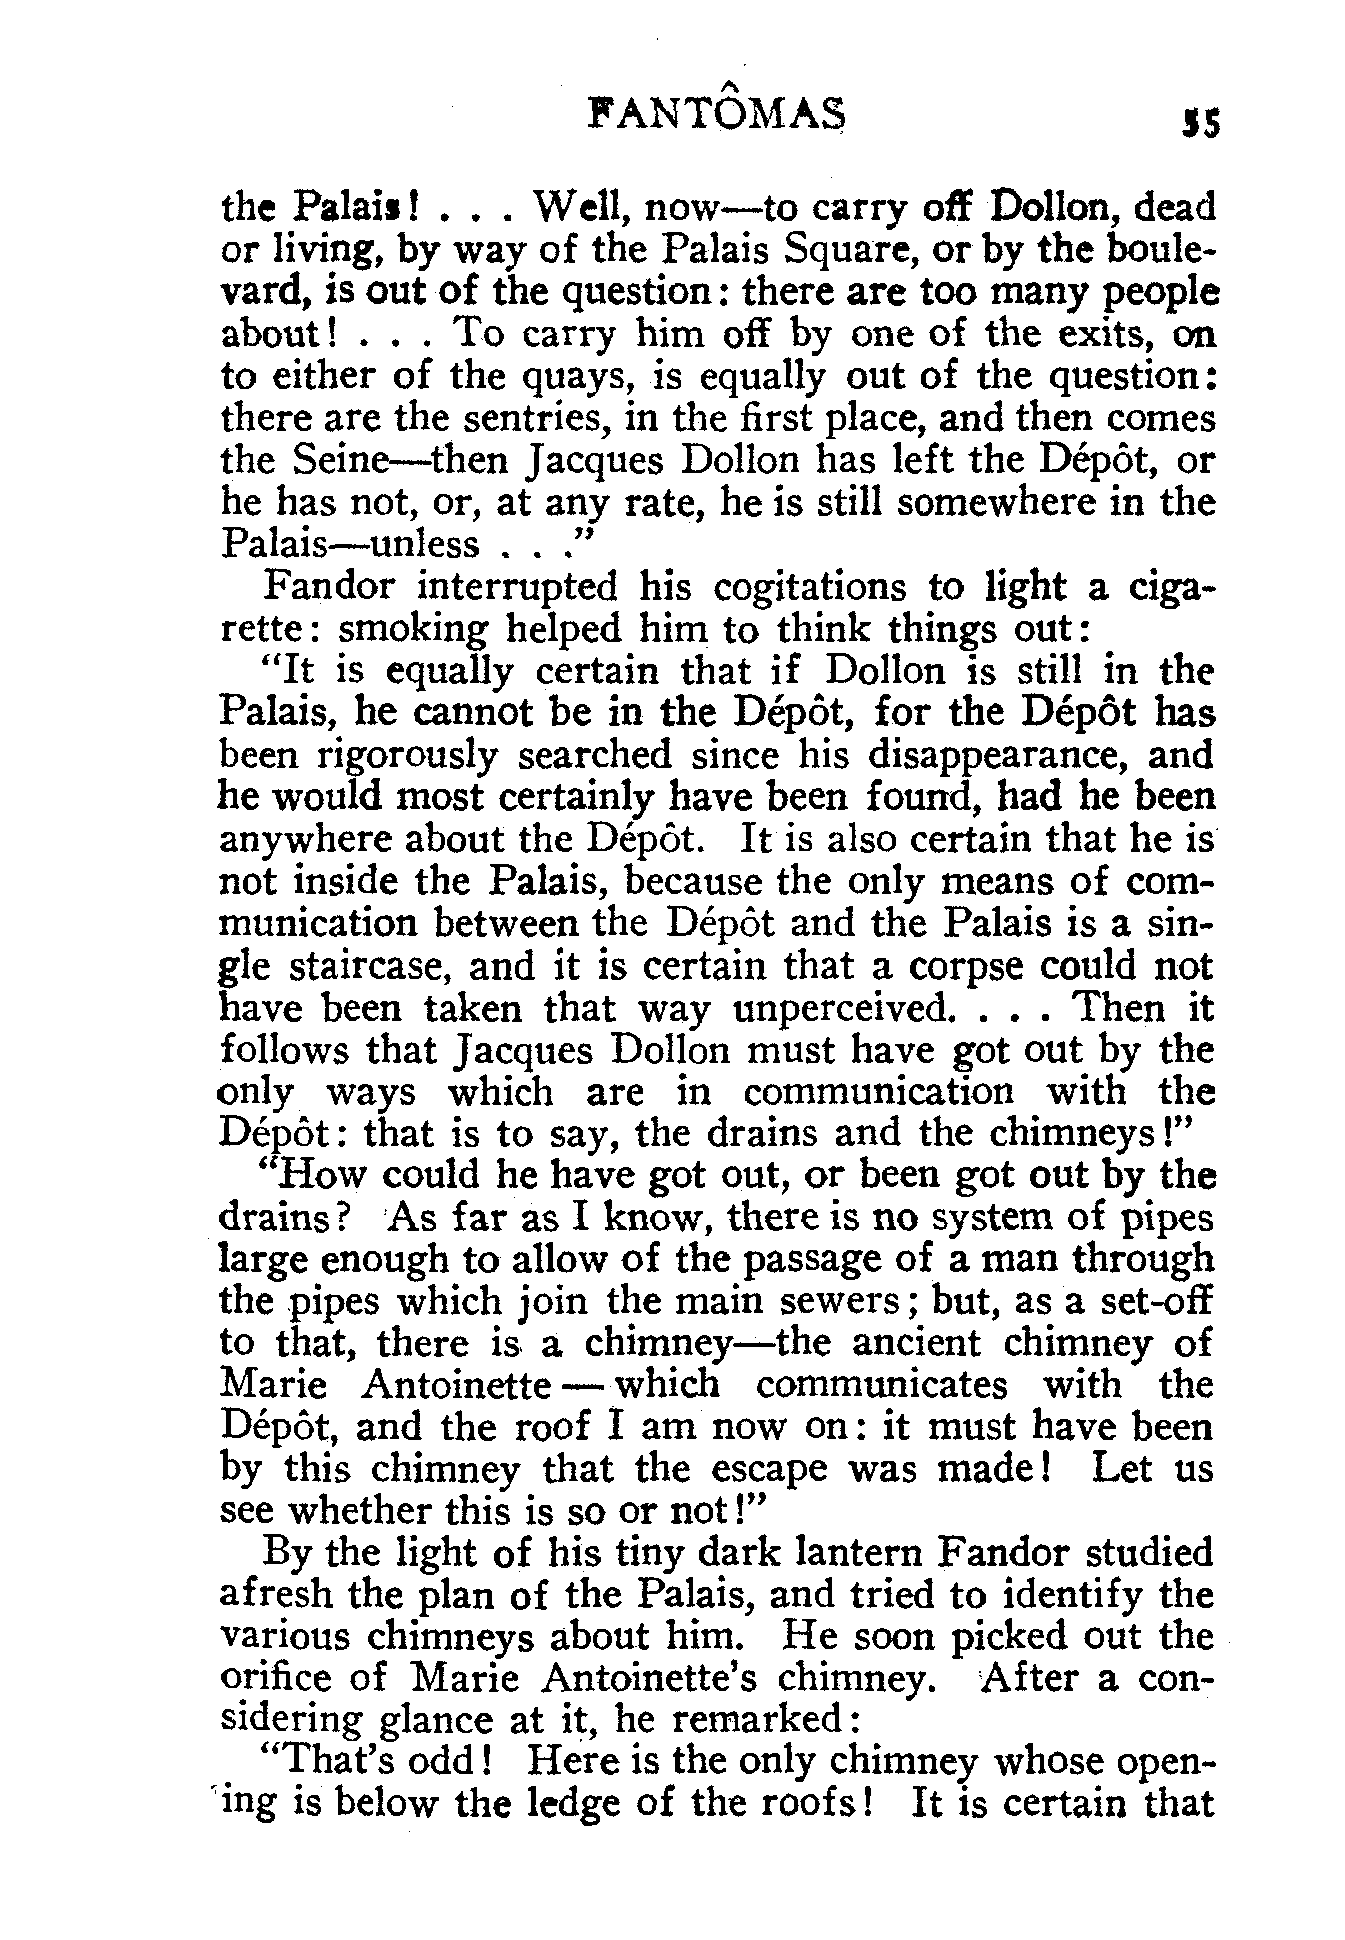 FANTÔMAS 55
the Palais! . . . Well, now—to carry off Dollon, dead
or living, by way of the Palais Square, or by the boule-
vard, is out of the question: there are too many people
about! . . . To carry him off by one of the exits, on
to either of the quays, is equally out of the question:
there are the sentries, in the first place, and then comes
the Seine—then Jacques Dollon has left the Dépôt, or
he has not, or, at any rate, he is still somewhere in the
Palais—unless . . ."
Fandor interrupted his cogitations to light a ciga-
rette: smoking helped him to think things out:
"It is equally certain that if Dollon is still in the
Palais, he cannot be in the Dépôt, for the Dépôt has
been rigorously searched since his disappearance, and
he would most certainly have been found, had he been
anywhere about the Dépôt. It is also certain that he is
not inside the Palais, because the only means of com-
munication between the Dépôt and the Palais is a sin-
gle staircase, and it is certain that a corpse could not
have been taken that way unperceived. . . . Then it
follows that Jacques Dollon must have got out by the
only ways which are in communication with the
Dépôt: that is to say, the drains and the chimneys!"
"How could he have got out, or been got out by the
drains? As far as I know, there is no system of pipes
large enough to allow of the passage of a man through
the pipes which join the main sewers; but, as a set-off
to that, there is a chimney—the ancient chimney of
Marie Antoinette—which communicates with the
Dépôt, and the roof I am now on: it must have been
by this chimney that the escape was made! Let us
see whether this is so or not!"
By the light of his tiny dark lantern Fandor studied
afresh the plan of the Palais, and tried to identify the
various chimneys about him. He soon picked out the
orifice of Marie Antoinette's chimney. After a con-
sidering glance at it, he remarked:
"That's odd! Here is the only chimney whose open-
ing is below the ledge of the roofs! It is certain that